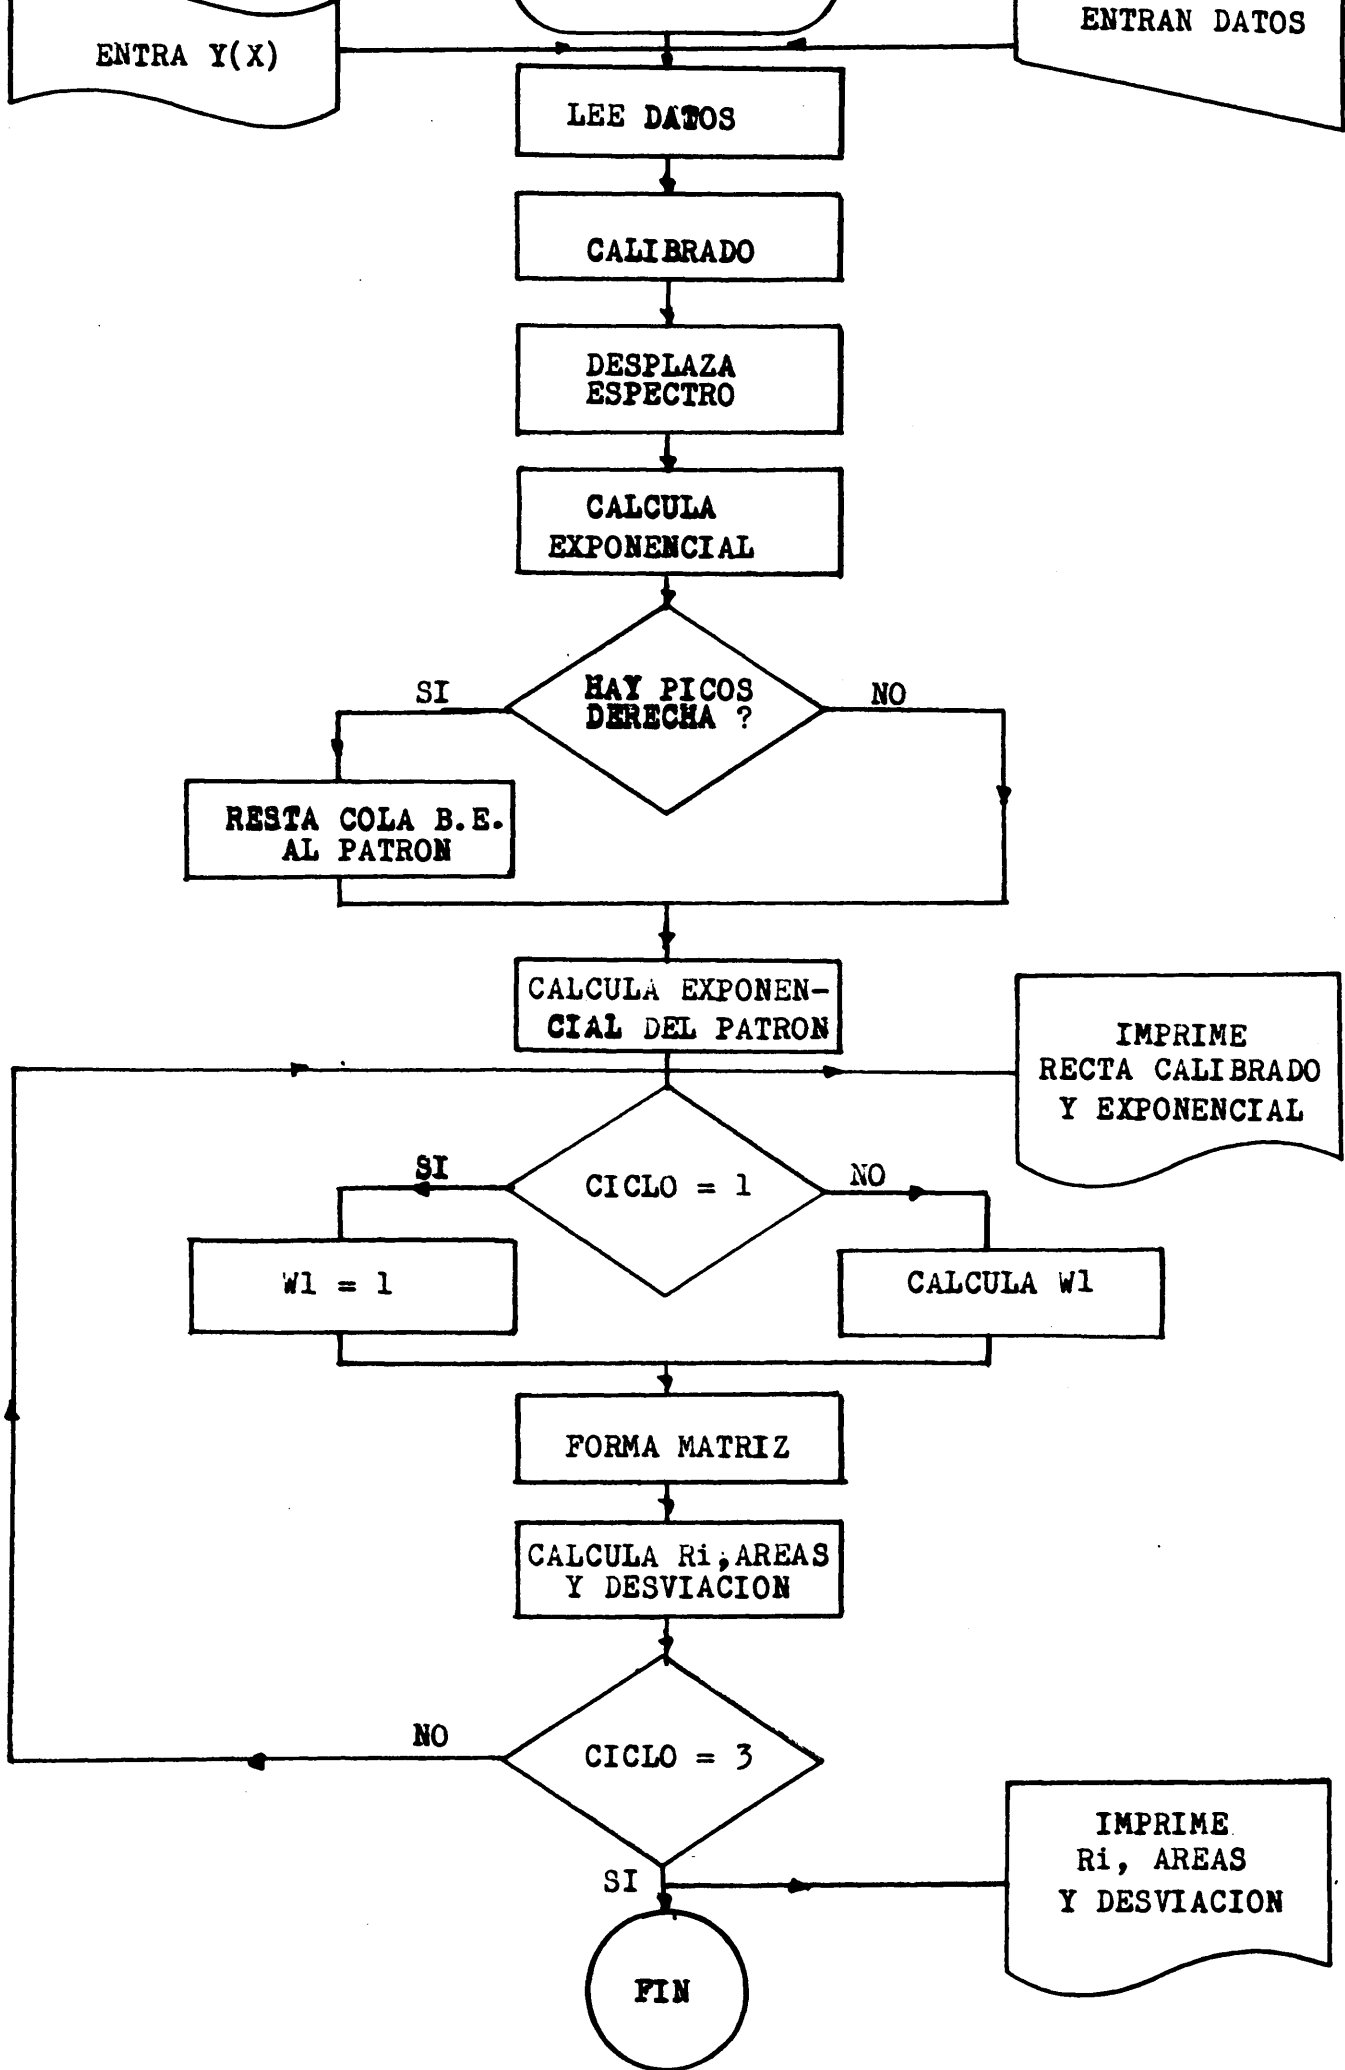 ENTRAN DATOS
ENTRA Y(X)
LEE DATOS
CALIBRADO
DESPLAZA
ESPECTRO
CALCULA
EXPONENCIAL
HAY PICOS
DERECHA ?
SI
NO
RESTA COLA B.E.
AL PATRON
CALCULA EXPONEN-
CIAL DEL PATRON
IMPRIME
RECTA CALIBRADO
Y EXPONENCIAL
SI
CICLO = 1
NO
W1 = 1
CALCULA W1
FORMA MATRIZ
CALCULA Ri, AREAS
Y DESVIACION
NO
CICLO = 3
IMPRIME
Ri, AREAS
Y DESVIACION
SI
FIN